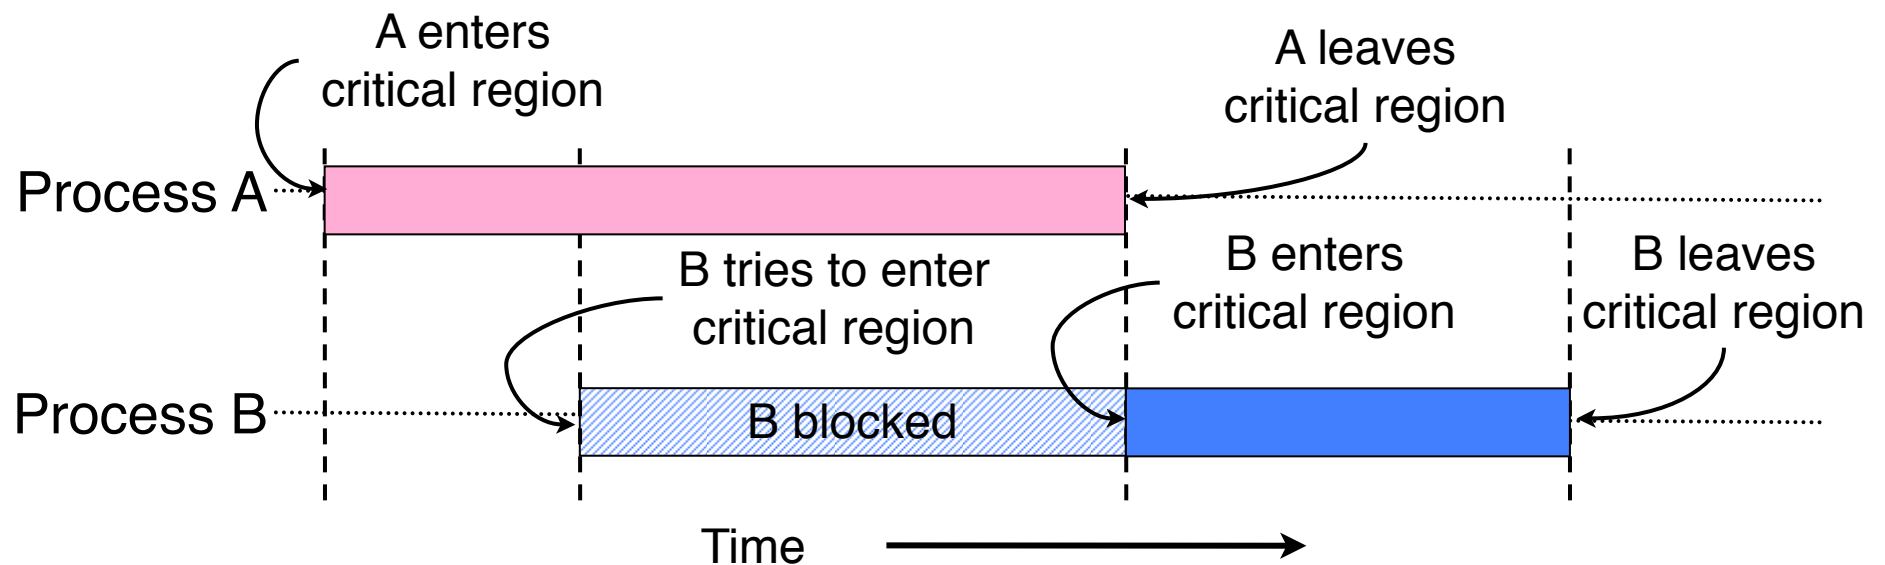 A enters
critical region
A leaves
critical region
Process A
B tries to enter
critical region
B enters
critical region
B leaves
critical region
Process B
B blocked
Time